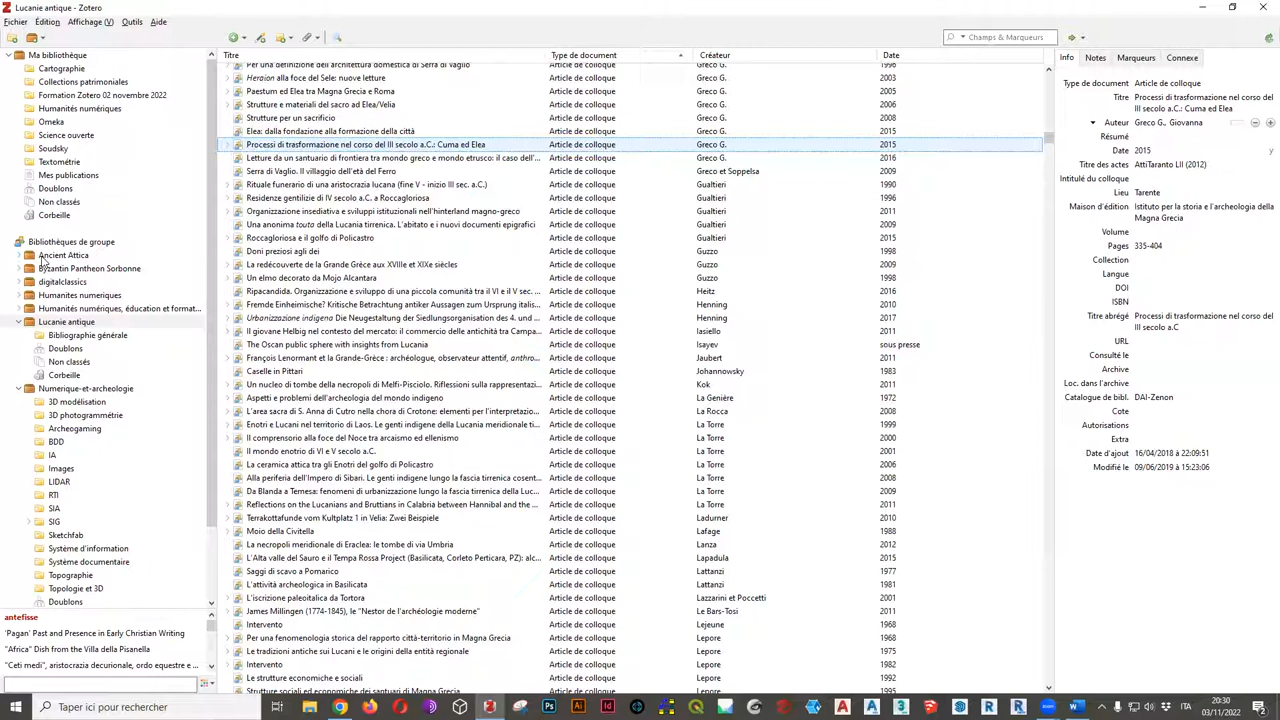 Lucanie antique - Zotero
Fichier Édition Affichage (V) Outils Aide
Champs & Marqueurs
Ma bibliothèque
Cartographie
Collections patrimoniales
Formation Zotero 02 novembre 2022
Humanités numériques
Omeka
Science ouverte
Soudsky
Textométrie
Mes publications
Doublons
Non classés
Corbeille
Bibliothèques de groupe
Ancient Attica
Byzantin Pantheon Sorbonne
digitalclassics
Humanites numeriques
Humanités numériques, éducation et format...
Lucanie antique
Bibliographie générale
Doublons
Non classés
Corbeille
Numerique-et-archeologie
3D modélisation
3D photogrammétrie
Archeogaming
BDD
IA
Images
LIDAR
RTI
SIA
SIG
Sketchfab
Système d'information
Système documentaire
Topographie
Topologie et 3D
Doublons
antefisse
'Pagan' Past and Presence in Early Christian Writing
"Africa" Dish from the Villa della Pisanella
"Ceti medi", aristocrazia decurionale, ordo equestre e ...
Titre Type de document Créateur Date
Per una definizione dell'architettura domestica di Serra di Vaglio Article de colloque Greco G. 1996
Heraion alla foce del Sele: nuove letture Article de colloque Greco G. 2003
Paestum ed Elea tra Magna Grecia e Roma Article de colloque Greco G. 2005
Strutture e materiali del sacro ad Elea/Velia Article de colloque Greco G. 2006
Strutture per un sacrificio Article de colloque Greco G. 2008
Elea: dalla fondazione alla formazione della città Article de colloque Greco G. 2015
Processi di trasformazione nel corso del III secolo a.C.: Cuma ed Elea Article de colloque Greco G. 2015
Letture da un santuario di frontiera tra mondo greco e mondo etrusco: il caso dell'... Article de colloque Greco G. 2016
Serra di Vaglio. Il villaggio dell'età del Ferro Article de colloque Greco et Soppelsa 2009
Rituale funerario di una aristocrazia lucana (fine V - inizio III sec. a.C.) Article de colloque Gualtieri 1990
Residenze gentilizie di IV secolo a.C. a Roccagloriosa Article de colloque Gualtieri 1996
Organizzazione insediativa e sviluppi istituzionali nell'hinterland magno-greco Article de colloque Gualtieri 2011
Una anonima touta della Lucania tirrenica. L'abitato e i nuovi documenti epigrafici Article de colloque Gualtieri 2011
Roccagloriosa e il golfo di Policastro Article de colloque Gualtieri 2015
Doni preziosi agli dei Article de colloque Guzzo
La redécouverte de la Grande Grèce aux XVIIIe et XIXe siècles Article de colloque Guzzo 1998
Un elmo decorato da Mojo Alcantara Article de colloque Guzzo 1998
Ripacandida. Organizzazione e sviluppo di una piccola comunità tra il VI e il V sec. ... Article de colloque Heitz 2016
Fremde Einheimische? Kritische Betrachtung antiker Aussagen zum Ursprung italis... Article de colloque Henning 2010
Urbanizzazione indigena Die Neugestaltung der Siedlungsorganisation des 4. und ... Article de colloque Henning 2017
Il giovane Helbig nel contesto del mercato: il commercio delle antichità tra Campa... Article de colloque Iasiello 2011
The Oscan public sphere with insights from Lucania Article de colloque Isayev sous presse
François Lenormant et la Grande-Grèce : archéologue, observateur attentif, anthro... Article de colloque Jaubert 2011
Caselle in Pittari Article de colloque Johannowsky 1983
Un nucleo di tombe della necropoli di Melfi-Pisciolo. Riflessioni sulla rappresentazi... Article de colloque Kok 2011
Aspetti e problemi dell'archeologia del mondo indigeno Article de colloque La Genière 1972
L'area sacra di S. Anna di Cutro nella chora di Crotone: elementi per l'interpretazio... Article de colloque La Rocca 2008
Enotri e Lucani nel territorio di Laos. Le genti indigene della Lucania meridionale ti... Article de colloque La Torre 1999
Il comprensorio alla foce del Noce tra arcaismo ed ellenismo Article de colloque La Torre 2000
Il mondo enotrio di VI e V secolo a.C. Article de colloque La Torre 2001
La ceramica attica tra gli Enotri del golfo di Policastro Article de colloque La Torre 2006
Alla periferia dell'Impero di Sibari. Le genti indigene lungo la fascia tirrenica cosent... Article de colloque La Torre 2008
Da Blanda a Temesa: fenomeni di urbanizzazione lungo la fascia tirrenica della Luc... Article de colloque La Torre 2009
Reflections on the Lucanians and Bruttians in Calabria between Hannibal and the ... Article de colloque La Torre 2011
Terrakottafunde vom Kultplatz 1 in Velia: Zwei Beispiele Article de colloque Ladurner 2010
Moio della Civitella Article de colloque Lafage 1988
La necropoli meridionale di Eraclea: le tombe di via Umbria Article de colloque Lanza 2012
L'Alta valle del Sauro e il Tempa Rossa Project (Basilicata, Corleto Perticara, PZ): alc... Article de colloque Lapadula 2015
Saggi di scavo a Pomarico Article de colloque Lattanzi 1977
L'attività archeologica in Basilicata Article de colloque Lattanzi 1981
L'iscrizione paleoitalica da Tortora Article de colloque Lazzarini et Poccetti 2001
James Millingen (1774-1845), le "Nestor de l'archéologie moderne" Article de colloque Le Bars-Tosi 2011
Intervento Article de colloque Lejeune 1968
Per una fenomenologia storica del rapporto città-territorio in Magna Grecia Article de colloque Lepore 1968
Le tradizioni antiche sui Lucani e le origini della entità regionale Article de colloque Lepore 1975
Intervento Article de colloque Lepore 1982
Le strutture economiche e sociali Article de colloque Lepore 1988
Strutture sociali ed economiche dei santuari di Magna Grecia Article de colloque Lepore 1995
Info Notes Marqueurs Connexe
Type de document Article de colloque
Titre Processi di trasformazione nel corso del
III secolo a.C.: Cuma ed Elea
Auteur Greco G., Giovanna
Résumé
Date 2015 y
Titre des actes AttiTaranto LII (2012)
Intitulé du colloque
Lieu Tarente
Maison d'édition Istituto per la storia e l'archeologia della
Magna Grecia
Volume
Pages 335-404
Collection
Langue
DOI
ISBN
Titre abrégé Processi di trasformazione nel corso del
III secolo a.C
URL
Consulté le
Archive
Loc. dans l'archive
Catalogue de bibl. DAI-Zenon
Cote
Autorisations
Extra
Date d'ajout 16/04/2018 à 22:09:51
Modifié le 09/06/2019 à 15:23:06
Taper ici pour rechercher
20:30
03/11/2022